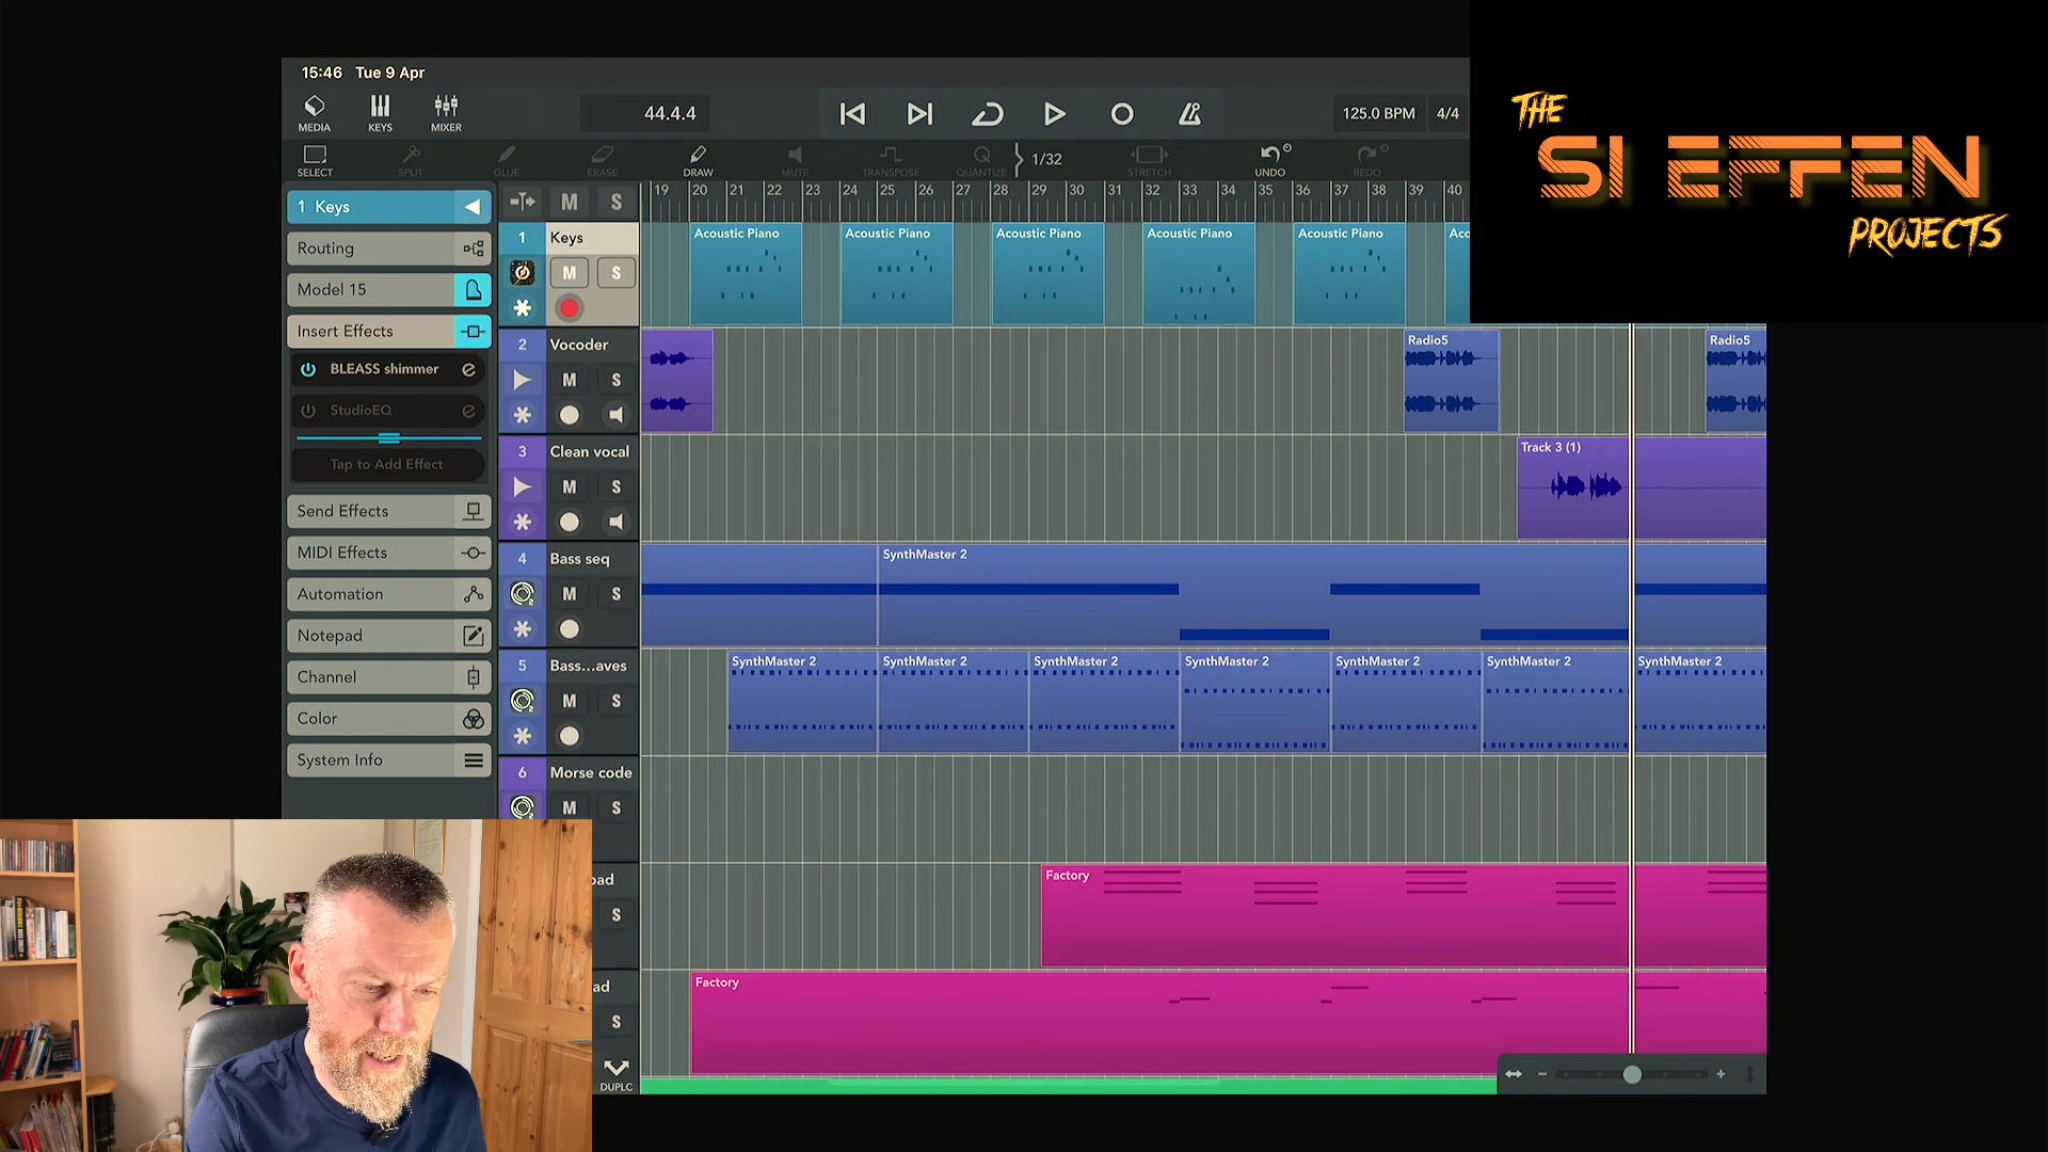 15:46 Tue 9 Apr
THE
SI EFFEN
PROJECTS
MEDIA KEYS MIXER 44.4.4 125.0 BPM 4/4
SELECT SPLIT GLUE ERASE DRAW MUTE TRANSPOSE Q QUANTIZE 1/32 STRETCH UNDO REDO
19 20 21 22 23 24 25 26 27 28 29 30 31 32 33 34 35 36 37 38 39 40
1 Keys
M S
Routing
Model 15
Insert Effects
BLEASS shimmer
StudioEQ
Tap to Add Effect
Send Effects
MIDI Effects
Automation
Notepad
Channel
Color
System Info
1 Keys
M S
Acoustic Piano Acoustic Piano Acoustic Piano Acoustic Piano Acoustic Piano Aco
2 Vocoder
M S
Radio5 Radio5
3 Clean vocal
M S
Track 3 (1)
4 Bass seq
M S
SynthMaster 2
5 Bass...aves
M S
SynthMaster 2 SynthMaster 2 SynthMaster 2 SynthMaster 2 SynthMaster 2 SynthMaster 2 SynthMaster 2
6 Morse code
M S
ad
S
Factory
ad
S
Factory
DUPLC